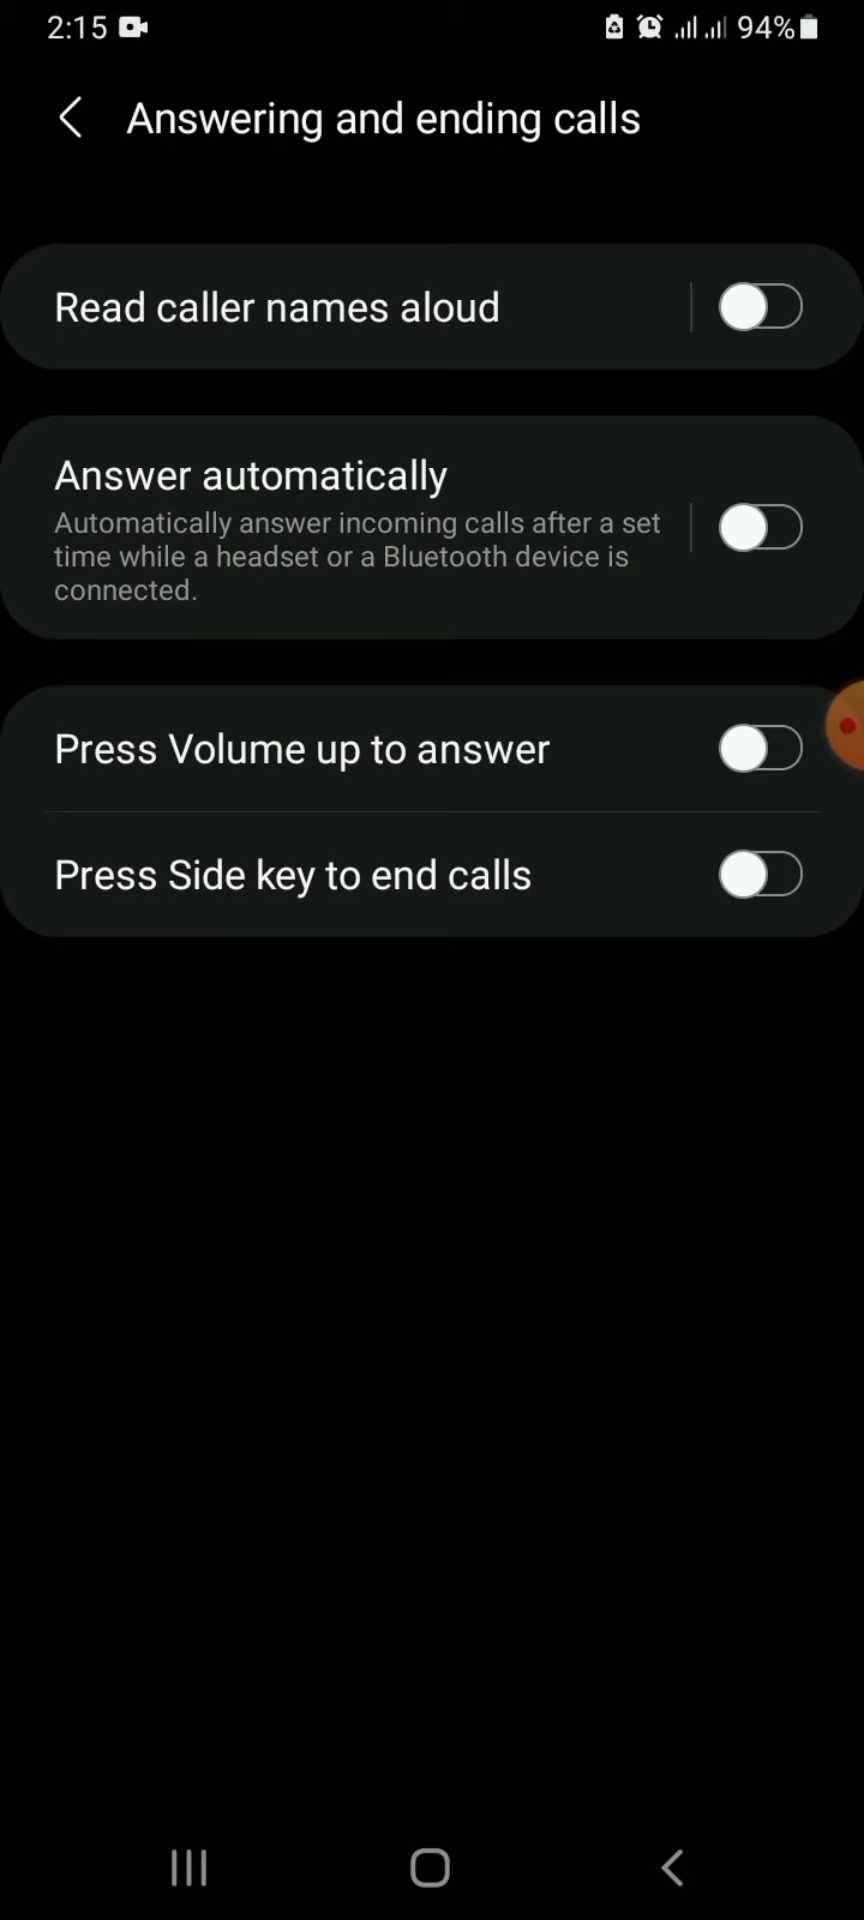 2:15 94%
Answering and ending calls
Read caller names aloud
Answer automatically
Automatically answer incoming calls after a set
time while a headset or a Bluetooth device is
connected.
Press Volume up to answer
Press Side key to end calls